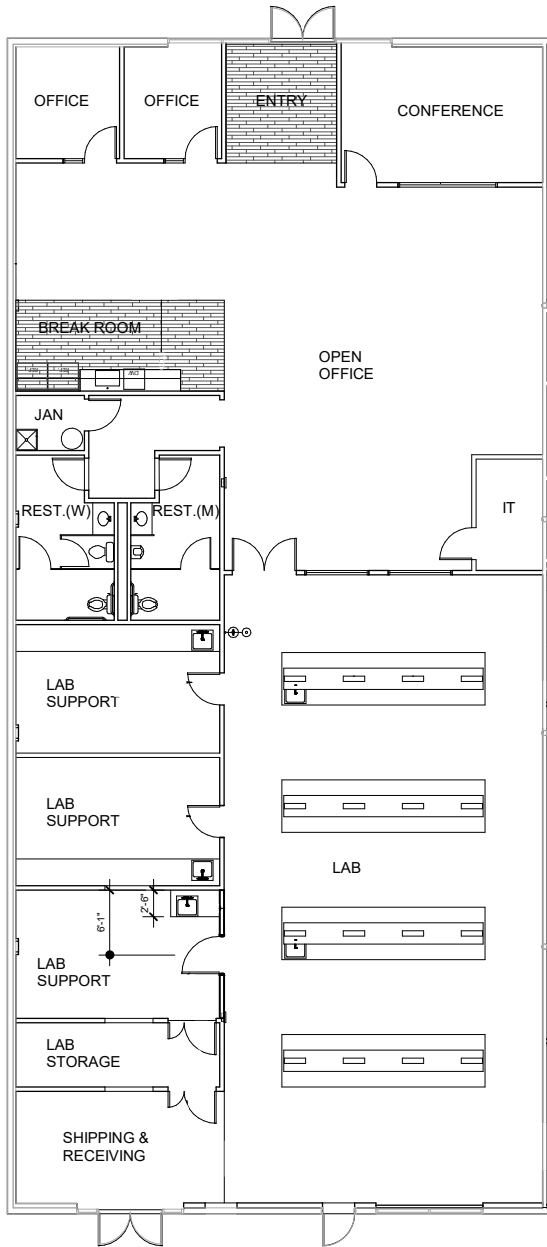 OFFICE
OFFICE
ENTRY
CONFERENCE
BREAK ROOM
OPEN
OFFICE
DW
JAN
REST.(W)
REST.(M)
IT
LAB
SUPPORT
LAB
SUPPORT
LAB
2'-6"
6'-1"
LAB
SUPPORT
LAB
STORAGE
SHIPPING &
RECEIVING